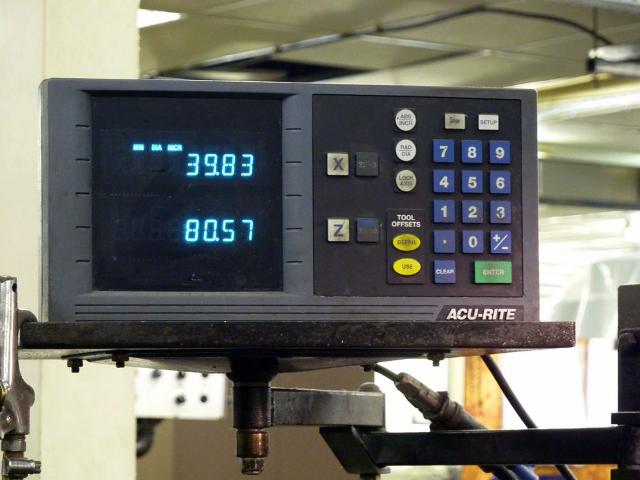 MM DIA INCR
39.83
80.57
ABS
INCR
RAD
DIA
LOCK
AXIS
SETUP
X
Z
7 8 9
4 5 6
1 2 3
. 0 +/-
TOOL
OFFSETS
DEFINE
USE
CLEAR
ENTER
ACU-RITE